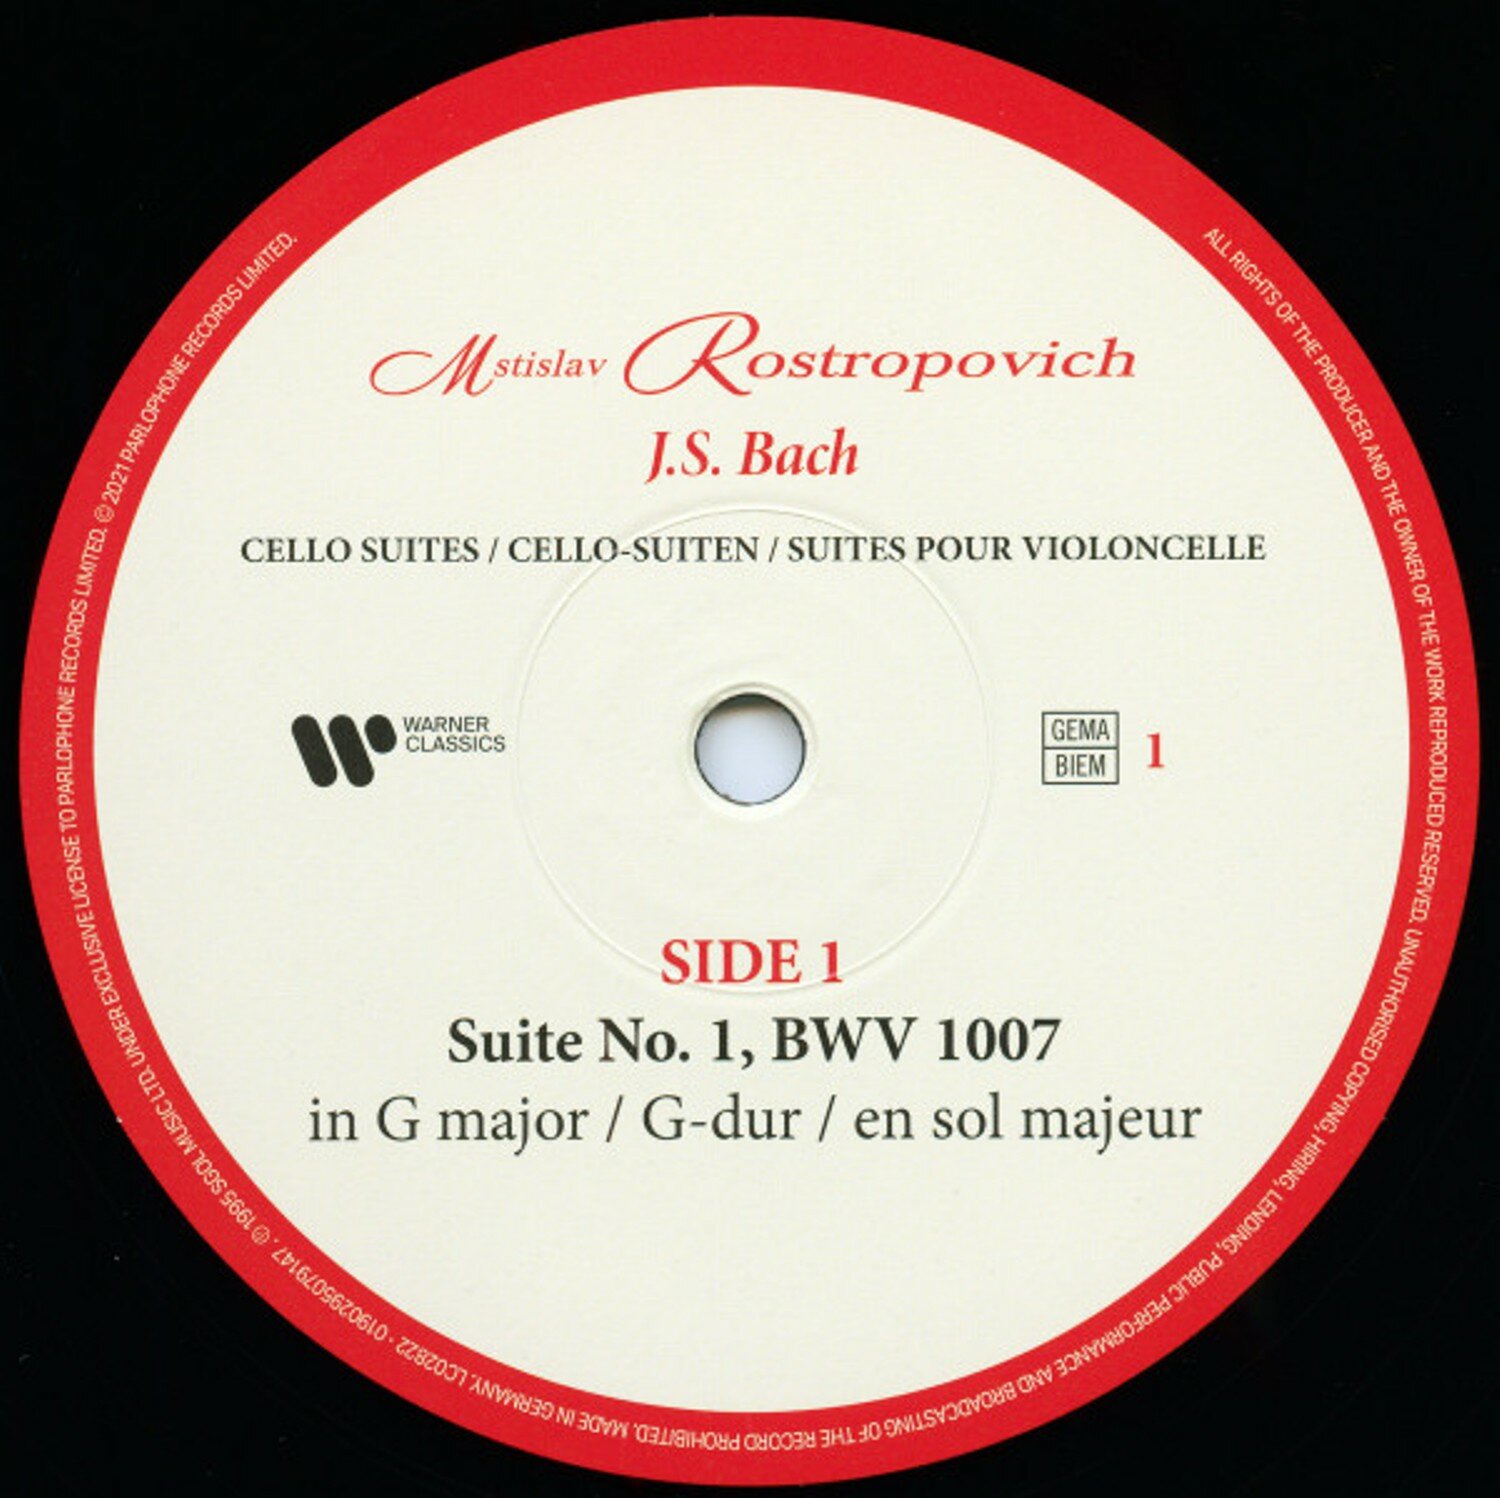 Mstislav Rostropovich
J.S. Bach
CELLO SUITES / CELLO-SUITEN / SUITES POUR VIOLONCELLE
WARNER
CLASSICS
GEMA
BIEM
1
SIDE 1
Suite No. 1, BWV 1007
in G major / G-dur / en sol majeur
ALL RIGHTS OF THE PRODUCER AND THE OWNER OF THE WORK REPRODUCED RESERVED. UNAUTHORISED COPYING, HIRING, LENDING, PUBLIC PERFORMANCE AND BROADCASTING OF THE RECORD PROHIBITED. MADE IN GERMANY. LC02822 · 0190295079147 · ℗ 1995 SGOL MUSIC LTD. UNDER EXCLUSIVE LICENSE TO PARLOPHONE RECORDS LIMITED. © 2021 PARLOPHONE RECORDS LIMITED.